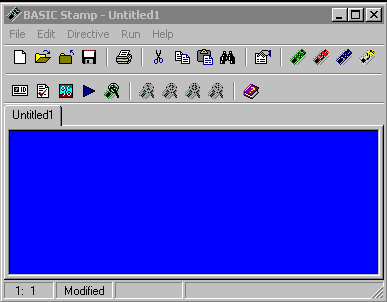 BASIC Stamp - Untitled1
File Edit Directive Run Help
Untitled1
1: 1 Modified